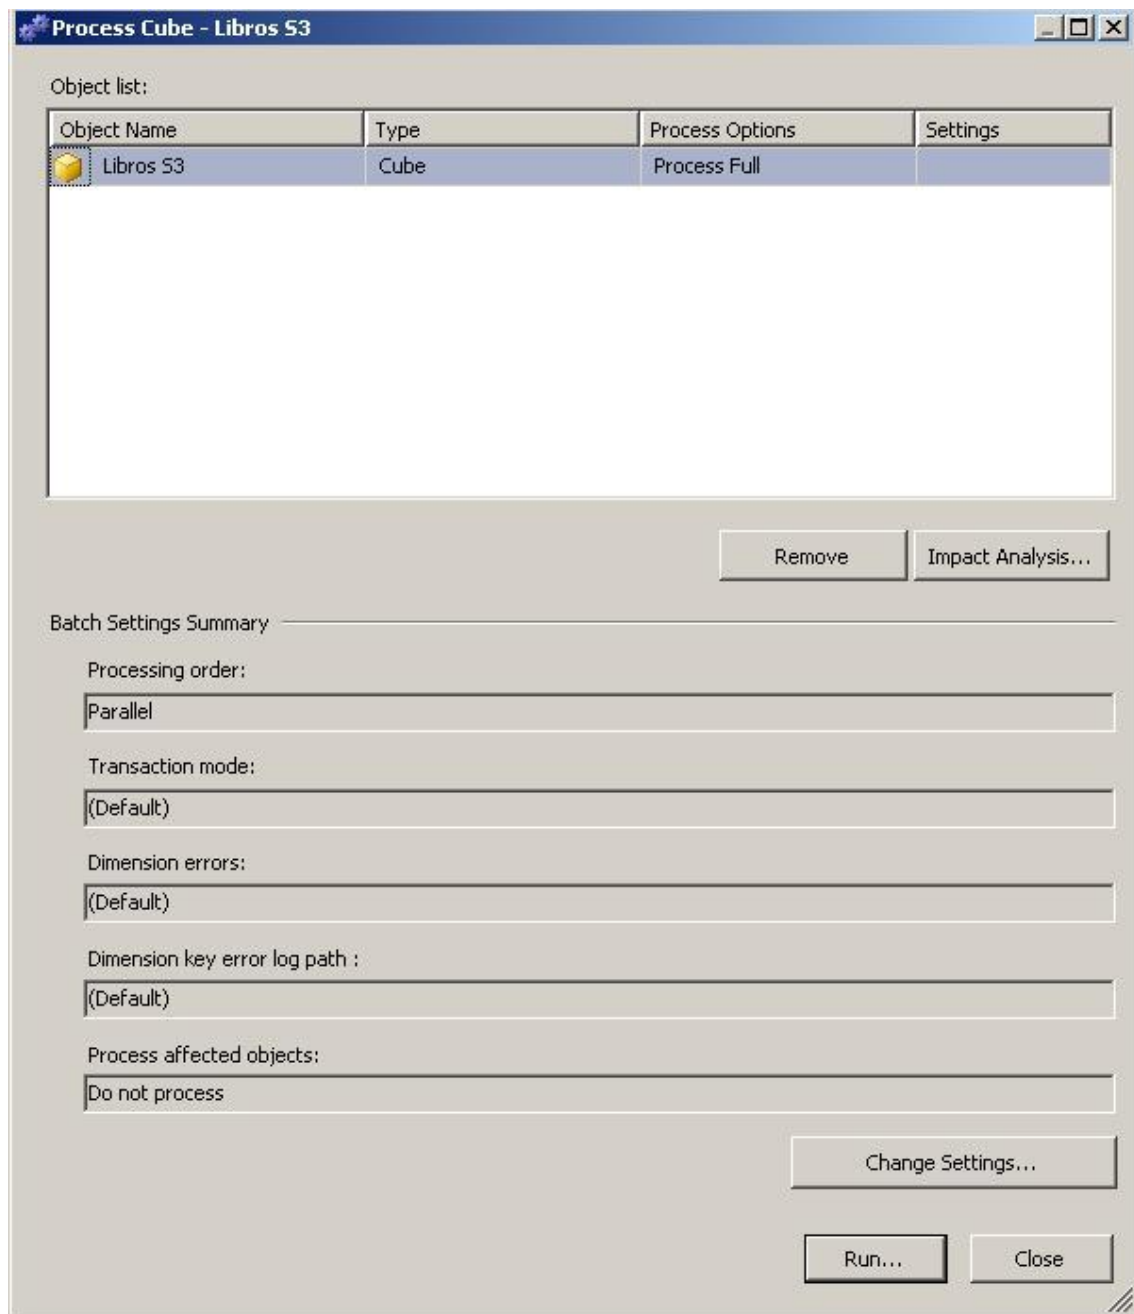 Process Cube - Libros S3
Object list:
Object Name Type Process Options Settings
Libros S3 Cube Process Full
Remove Impact Analysis...
Batch Settings Summary
Processing order:
Parallel
Transaction mode:
(Default)
Dimension errors:
(Default)
Dimension key error log path :
(Default)
Process affected objects:
Do not process
Change Settings...
Run... Close